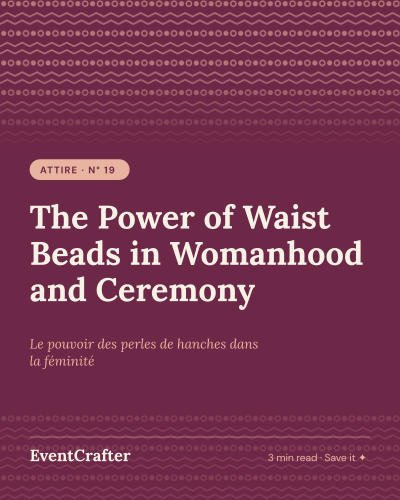 ATTIRE · N° 19
The Power of Waist
Beads in Womanhood
and Ceremony
Le pouvoir des perles de hanches dans
la féminité
EventCrafter
3 min read · Save it ✦